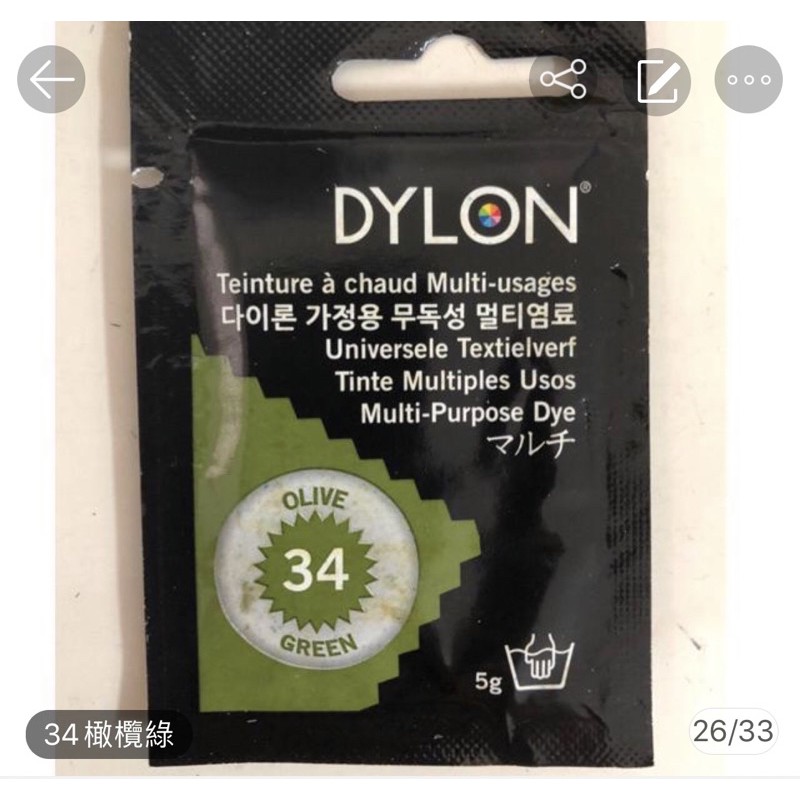 DYLON®
Teinture à chaud Multi-usages
다이론 가정용 무독성 멀티염료
Universele Textielverf
Tinte Multiples Usos
Multi-Purpose Dye
マルチ
OLIVE
34
GREEN
5g
34橄欖綠
26/33